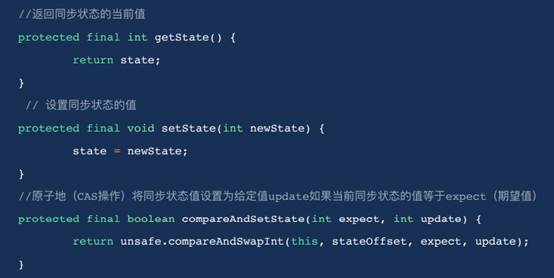 //返回同步状态的当前值
protected final int getState() {
        return state;
}
 // 设置同步状态的值
protected final void setState(int newState) {
        state = newState;
}
//原子地（CAS操作）将同步状态值设置为给定值update如果当前同步状态的值等于expect（期望值）
protected final boolean compareAndSetState(int expect, int update) {
        return unsafe.compareAndSwapInt(this, stateOffset, expect, update);
}